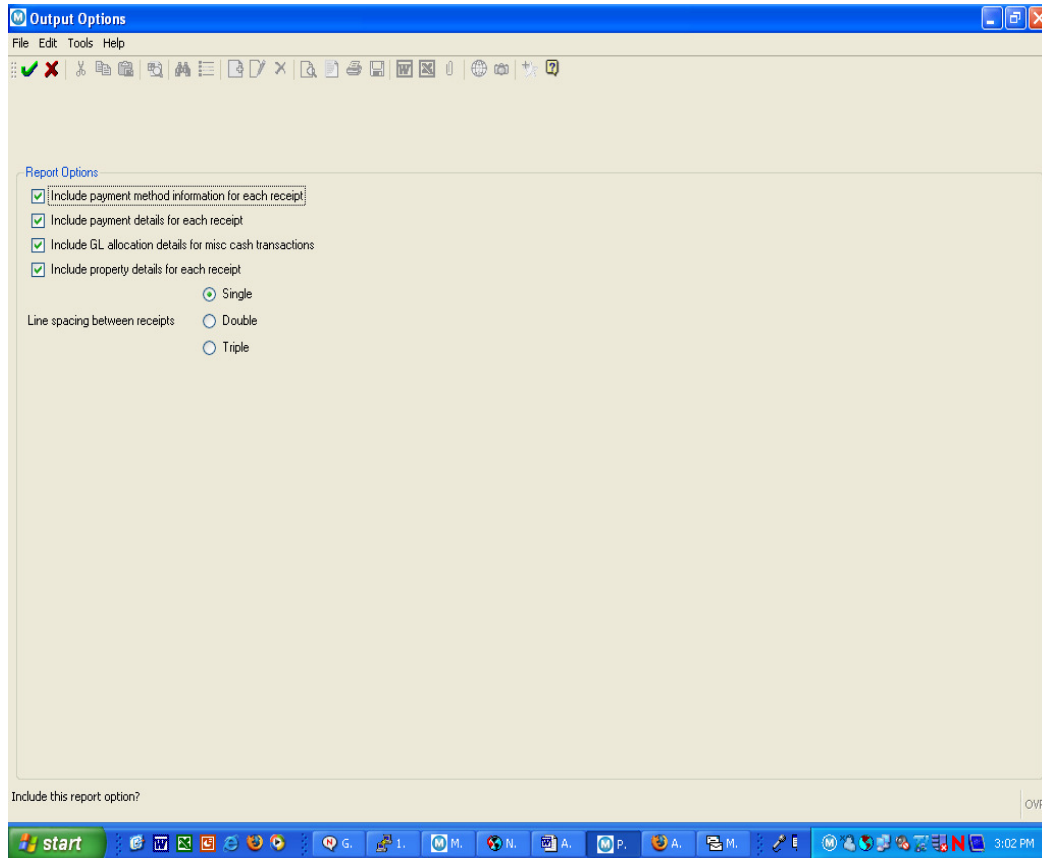 Output Options
File Edit Tools Help
Report Options
Include payment method information for each receipt
Include payment details for each receipt
Include GL allocation details for misc cash transactions
Include property details for each receipt
Single
Line spacing between receipts
Double
Triple
Include this report option?
OVR
start G. 1. M. N. A. P. A. M. 3:02 PM